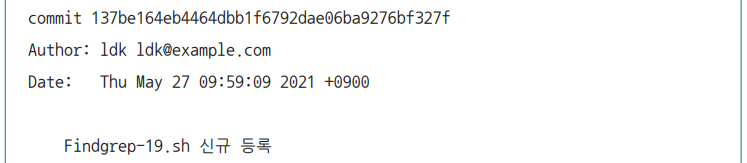 commit 137be164eb4464dbb1f6792dae06ba9276bf327f
Author: ldk ldk@example.com
Date:   Thu May 27 09:59:09 2021 +0900
Findgrep-19.sh 신규 등록